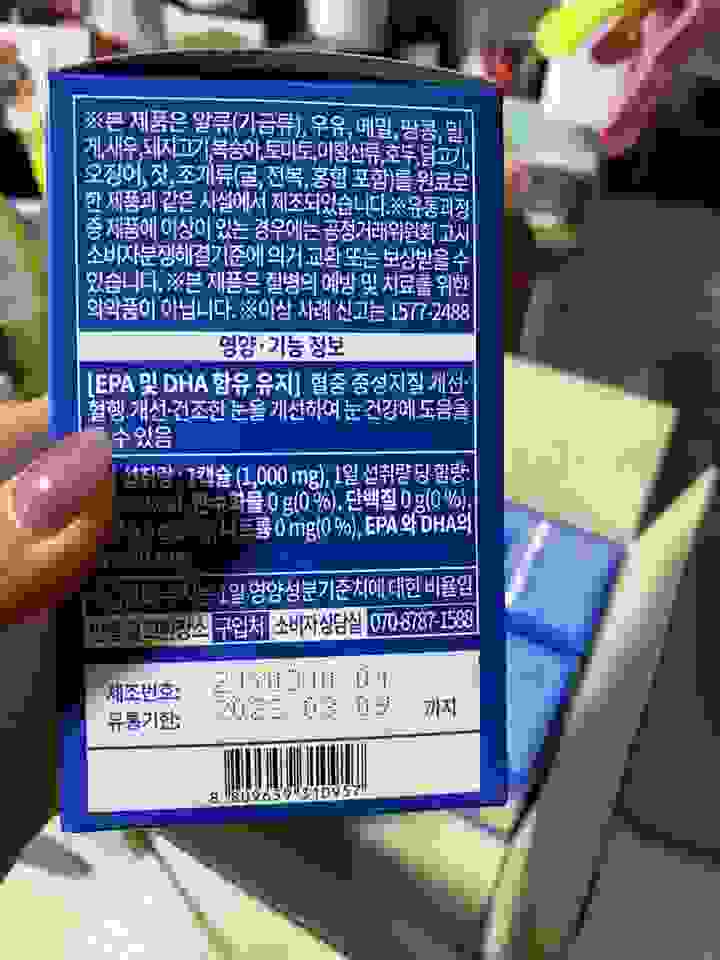 ※본 제품은 알류(가금류), 우유, 메밀, 땅콩, 밀,
게,새우,돼지고기,복숭아,토마토,아황산류,호두,닭고기,
오징어, 잣, 조개류(굴, 전복, 홍합 포함)를 원료로
한 제품과 같은 시설에서 제조되었습니다.※유통과정
중 제품에 이상이 있는 경우에는 공정거래위원회 고시
소비자분쟁해결기준에 의거 교환 또는 보상받을 수
있습니다. ※본 제품은 질병의 예방 및 치료를 위한
의약품이 아닙니다. ※이상 사례 신고는 1577-2488
영양·기능 정보
[EPA 및 DHA 함유 유지] 혈중 중성지질 개선·
혈행 개선·건조한 눈을 개선하여 눈 건강에 도움을
수 있음
섭취량 : 1캡슐 (1,000 mg), 1일 섭취량 당 함량:
0 g(0 %), 단백질 0 g(0 %),
나트륨 0 mg(0 %), EPA 와 DHA의
1일 영양성분기준치에 대한 비율임
구입처 소비자상담실 070-8787-1588
제조번호:
유통기한: 2023 03 09 까지